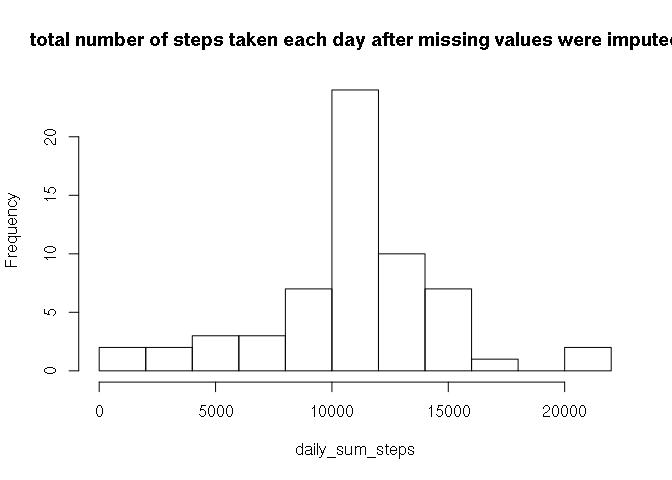 total number of steps taken each day after missing values were impute
Frequency
20
15
10
5
0
0 5000 10000 15000 20000
daily_sum_steps